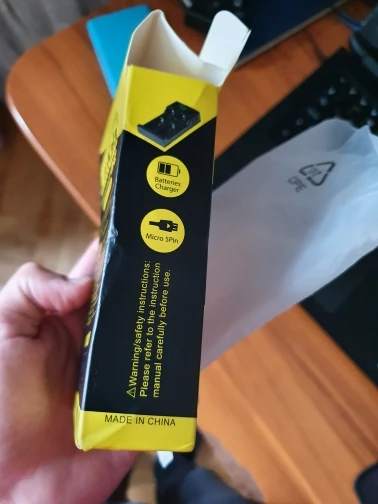 Batteries
Charger
Micro 5Pin
⚠Warning/safety instructions:
Please refer to the instruction
manual carefully before use.
MADE IN CHINA
CPE